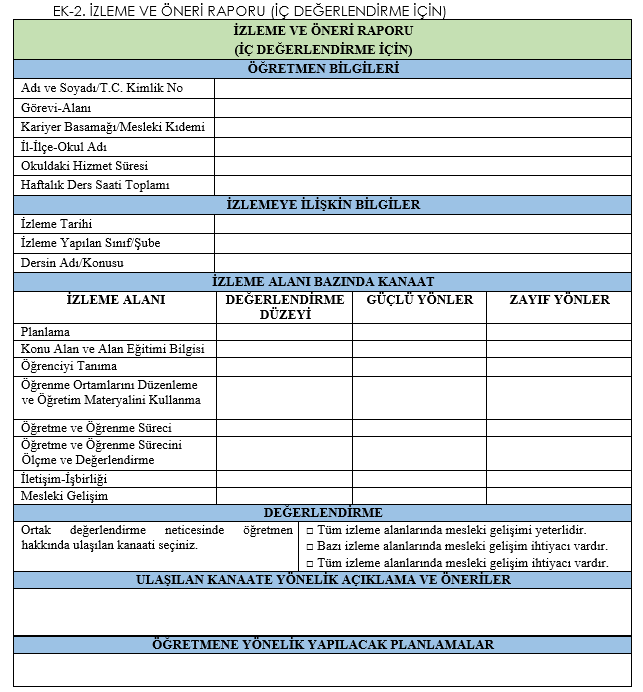 EK-2. İZLEME VE ÖNERİ RAPORU (İÇ DEĞERLENDİRME İÇİN)
İZLEME VE ÖNERİ RAPORU
(İÇ DEĞERLENDİRME İÇİN)
ÖĞRETMEN BİLGİLERİ
Adı ve Soyadı/T.C. Kimlik No
Görevi-Alanı
Kariyer Basamağı/Mesleki Kıdemi
İl-İlçe-Okul Adı
Okuldaki Hizmet Süresi
Haftalık Ders Saati Toplamı
İZLEMEYE İLİŞKİN BİLGİLER
İzleme Tarihi
İzleme Yapılan Sınıf/Şube
Dersin Adı/Konusu
İZLEME ALANI BAZINDA KANAAT
İZLEME ALANI
DEĞERLENDİRME
DÜZEYİ
GÜÇLÜ YÖNLER
ZAYIF YÖNLER
Planlama
Konu Alan ve Alan Eğitimi Bilgisi
Öğrenciyi Tanıma
Öğrenme Ortamlarını Düzenleme
ve Öğretim Materyalini Kullanma
Öğretme ve Öğrenme Süreci
Öğretme ve Öğrenme Sürecini
Ölçme ve Değerlendirme
İletişim-İşbirliği
Mesleki Gelişim
DEĞERLENDİRME
Ortak değerlendirme neticesinde öğretmen
hakkında ulaşılan kanaati seçiniz.
□ Tüm izleme alanlarında mesleki gelişimi yeterlidir.
□ Bazı izleme alanlarında mesleki gelişim ihtiyacı vardır.
□ Tüm izleme alanlarında mesleki gelişim ihtiyacı vardır.
ULAŞILAN KANAATE YÖNELİK AÇIKLAMA VE ÖNERİLER
ÖĞRETMENE YÖNELİK YAPILACAK PLANLAMALAR